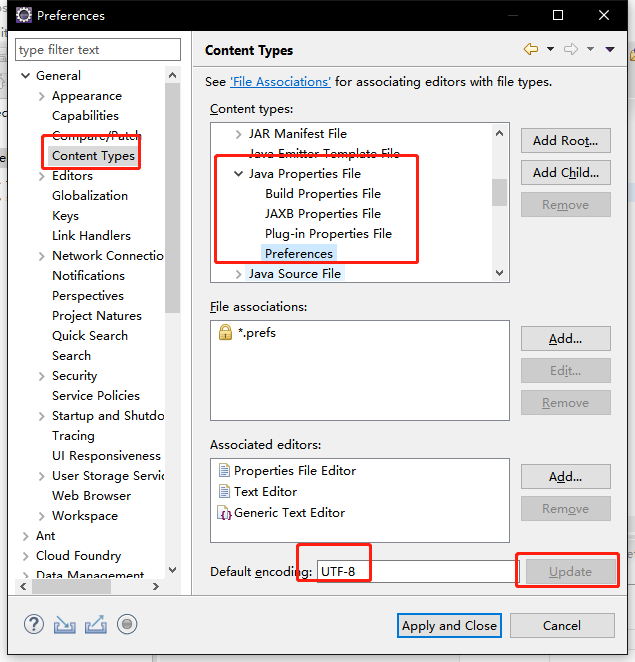 Preferences
type filter text
General
Appearance
Capabilities
Compare/Patch
Content Types
Editors
Globalization
Keys
Link Handlers
Network Connectio
Notifications
Perspectives
Project Natures
Quick Search
Search
Security
Service Policies
Startup and Shutdo
Tracing
UI Responsiveness
User Storage Servic
Web Browser
Workspace
Ant
Cloud Foundry
Data Management
Content Types
See 'File Associations' for associating editors with file types.
Content types:
JAR Manifest File
Java Emitter Template File
Java Properties File
Build Properties File
JAXB Properties File
Plug-in Properties File
Preferences
Java Source File
Add Root...
Add Child...
Remove
File associations:
*.prefs
Add...
Edit...
Remove
Associated editors:
Properties File Editor
Text Editor
Generic Text Editor
Add...
Remove
Default encoding: UTF-8
Update
Apply and Close
Cancel